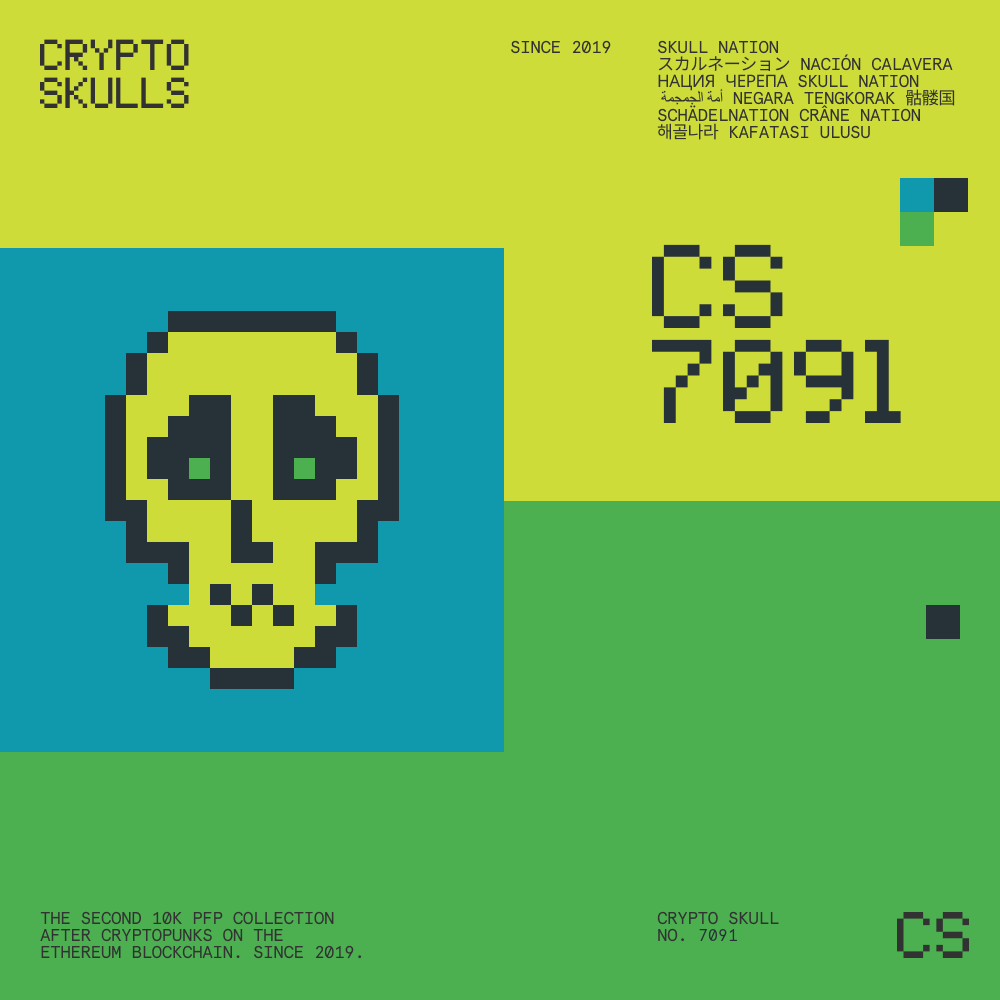 CRYPTO
SKULLS
SINCE 2019
SKULL NATION
スカルネーション NACIÓN CALAVERA
НАЦИЯ ЧЕРЕПА SKULL NATION
أمة الجمجمة NEGARA TENGKORAK 骷髅国
SCHÄDELNATION CRÂNE NATION
해골나라 KAFATASI ULUSU
CS
7091
THE SECOND 10K PFP COLLECTION
AFTER CRYPTOPUNKS ON THE
ETHEREUM BLOCKCHAIN. SINCE 2019.
CRYPTO SKULL
NO. 7091
CS